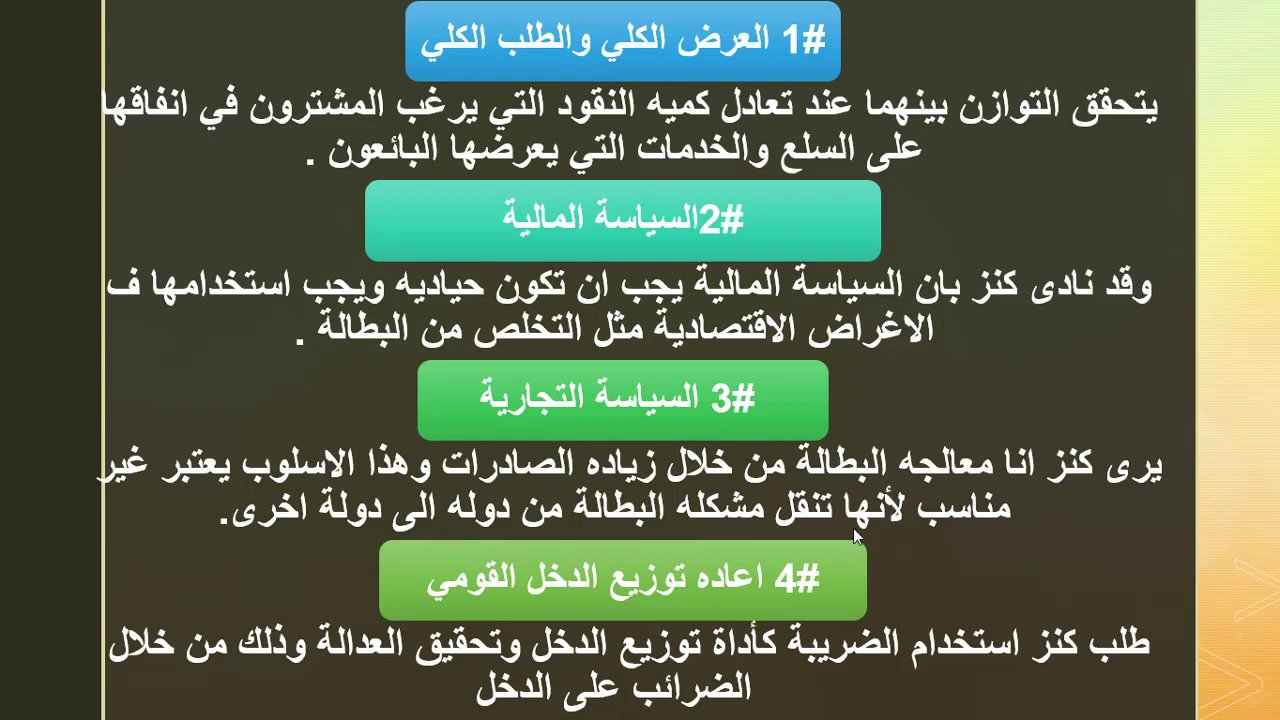 #1 العرض الكلي والطلب الكلي
يتحقق التوازن بينهما عند تعادل كميه النقود التي يرغب المشترون في انفاقها
على السلع والخدمات التي يعرضها البائعون .
#2السياسة المالية
وقد نادى كنز بان السياسة المالية يجب ان تكون حياديه ويجب استخدامها ف
الاغراض الاقتصادية مثل التخلص من البطالة .
#3 السياسة التجارية
يرى كنز انا معالجه البطالة من خلال زياده الصادرات وهذا الاسلوب يعتبر غير
مناسب لأنها تنقل مشكله البطالة من دوله الى دولة اخرى.
#4 اعاده توزيع الدخل القومي
طلب كنز استخدام الضريبة كأداة توزيع الدخل وتحقيق العدالة وذلك من خلال
الضرائب على الدخل